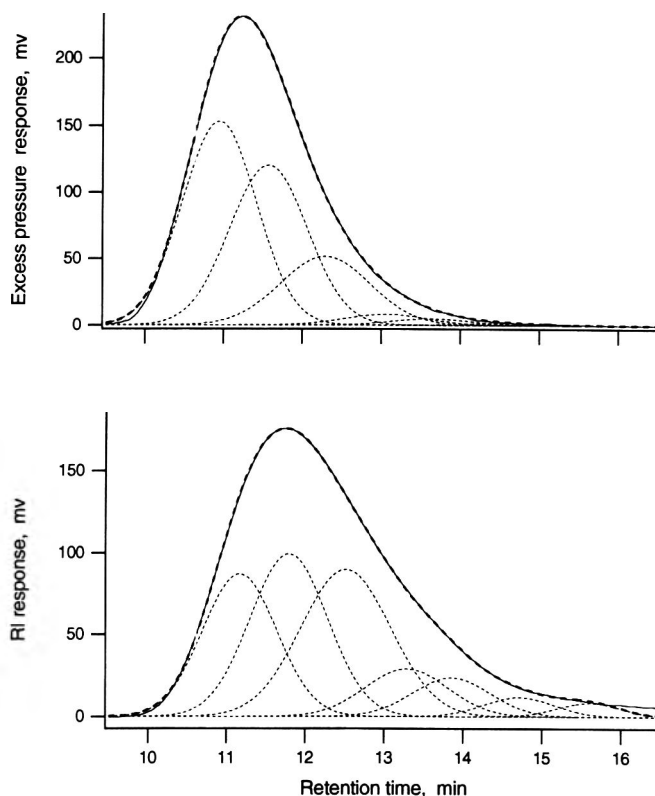 Excess pressure response, mv
200
150
100
50
0
RI response, mv
150
100
50
0
10 11 12 13 14 15 16
Retention time, min